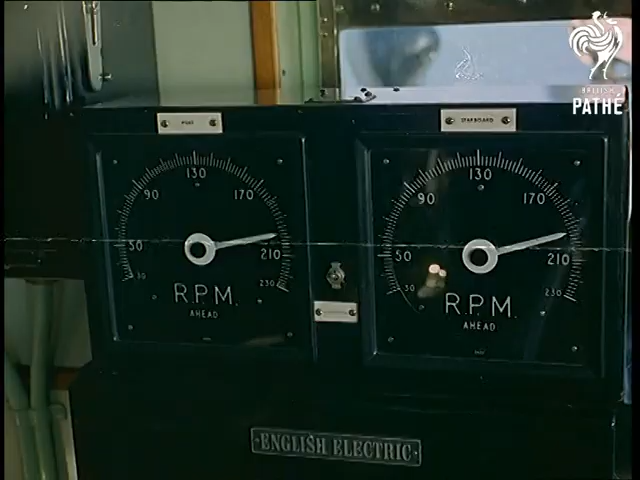 BRITISH
PATHÉ
PORT
STARBOARD
130
90 170
50 210
30 230
R.P.M.
AHEAD
130
90 170
50 210
30 230
R.P.M.
AHEAD
ENGLISH ELECTRIC